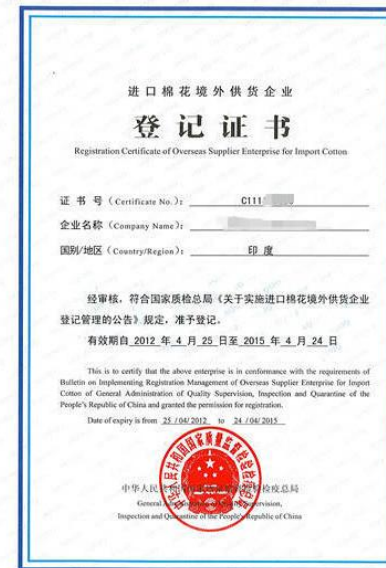 进口棉花境外供货企业
登记证书
Registration Certificate of Overseas Supplier Enterprise for Import Cotton
证 书 号（Certificate No.）： C111
企业名称（Company Name）：
国别/地区（Country/Region）： 印度
经审核，符合国家质检总局《关于实施进口棉花境外供货企业
登记管理的公告》规定，准予登记。
有效期自 2012 年 4 月 25 日至 2015 年 4 月 24 日
This is to certify that the above enterprise is in conformance with the requirements of
Bulletin on Implementing Registration Management of Overseas Supplier Enterprise for Import
Cotton of General Administration of Quality Supervision, Inspection and Quarantine of the
People's Republic of China and granted the permission for registration.
Date of expiry is from 25 / 04/ 2012 to 24 / 04/ 2015
中华人民共和国国家质量监督检验检疫总局
General Supervision,
Inspection and Quarantine of the People's Republic of China